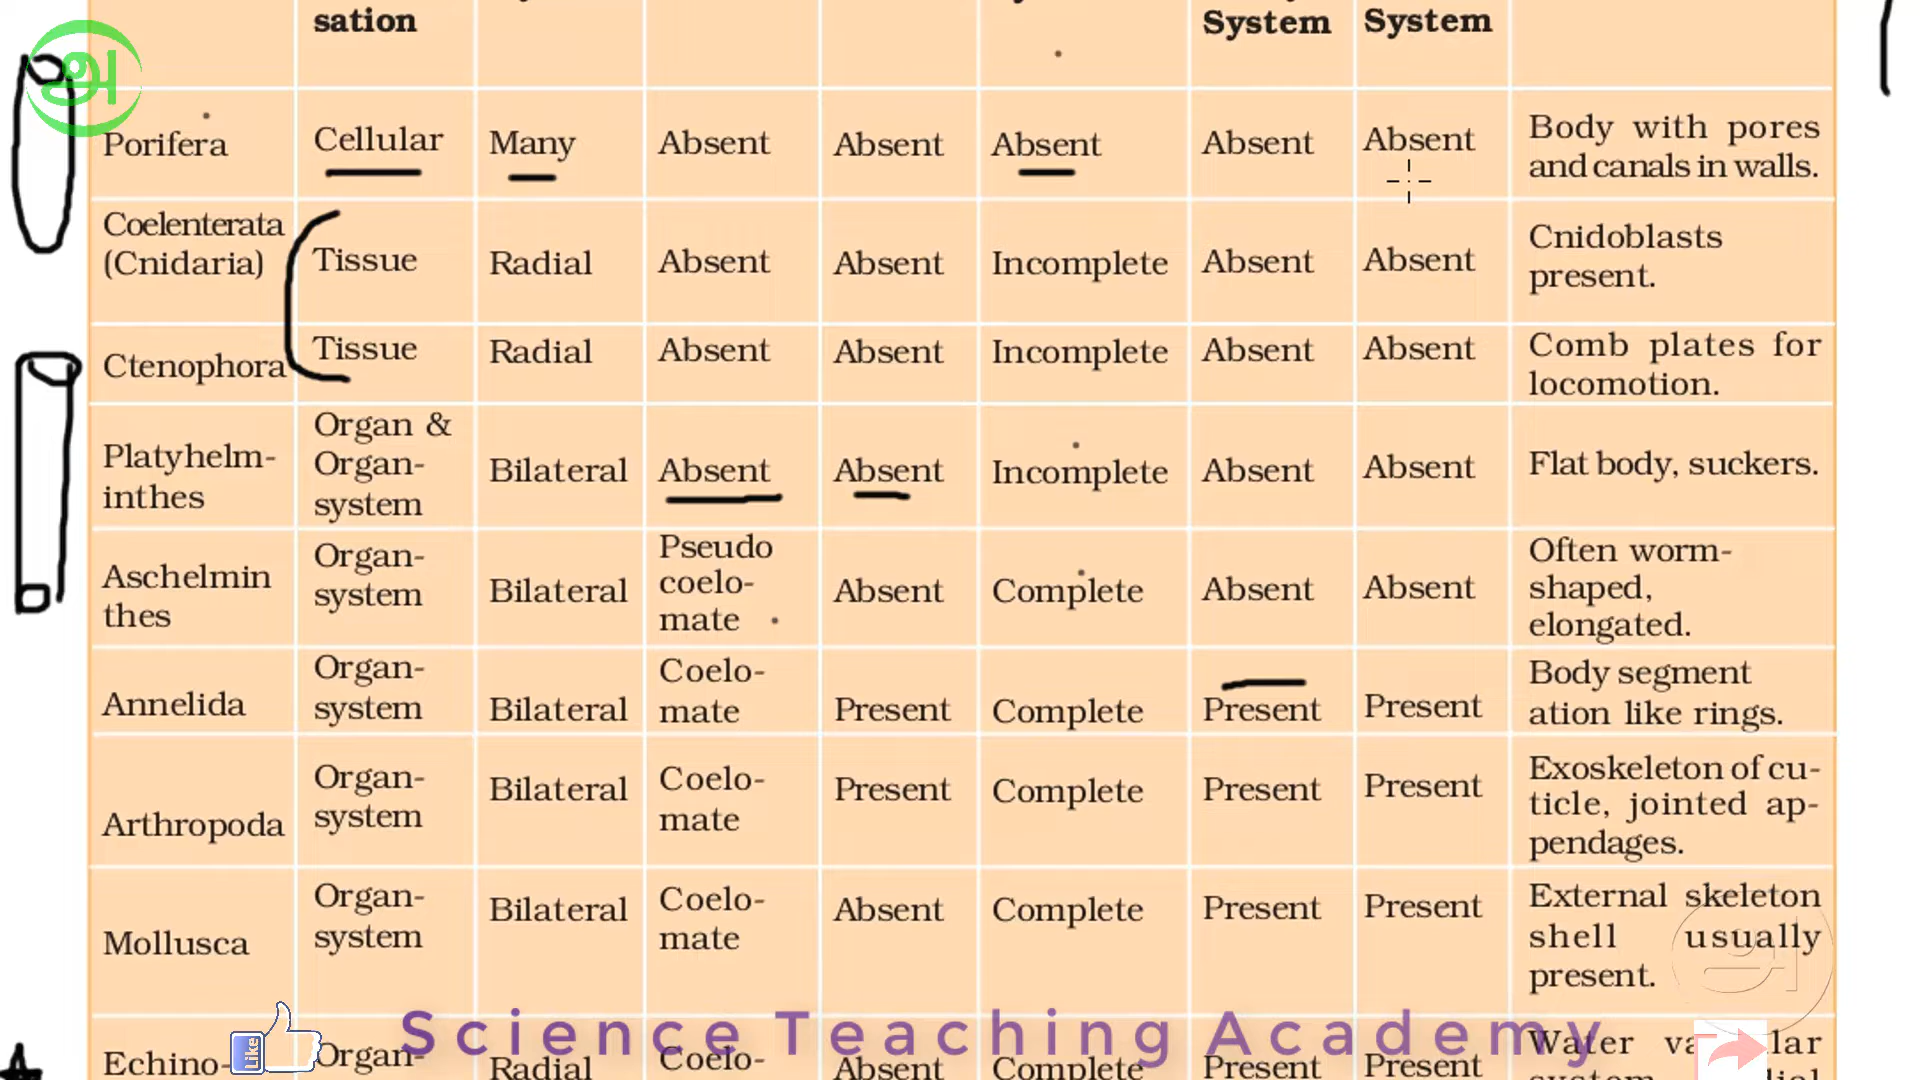 sation System System
Porifera Cellular Many Absent Absent Absent Absent Absent Body with pores
and canals in walls.
Coelenterata
(Cnidaria) Tissue Radial Absent Absent Incomplete Absent Absent Cnidoblasts
present.
Ctenophora Tissue Radial Absent Absent Incomplete Absent Absent Comb plates for
locomotion.
Platyhelm-
inthes Organ &
Organ-
system Bilateral Absent Absent Incomplete Absent Absent Flat body, suckers.
Aschelmin
thes Organ-
system Bilateral Pseudo
coelo-
mate Absent Complete Absent Absent Often worm-
shaped,
elongated.
Annelida Organ-
system Bilateral Coelo-
mate Present Complete Present Present Body segment
ation like rings.
Arthropoda Organ-
system Bilateral Coelo-
mate Present Complete Present Present Exoskeleton of cu-
ticle, jointed ap-
pendages.
Mollusca Organ-
system Bilateral Coelo-
mate Absent Complete Present Present External skeleton
shell usually
present.
Echino- Organ- Radial Coelo- Absent Complete Present Present Water
அ
Like
Science Teaching Academy